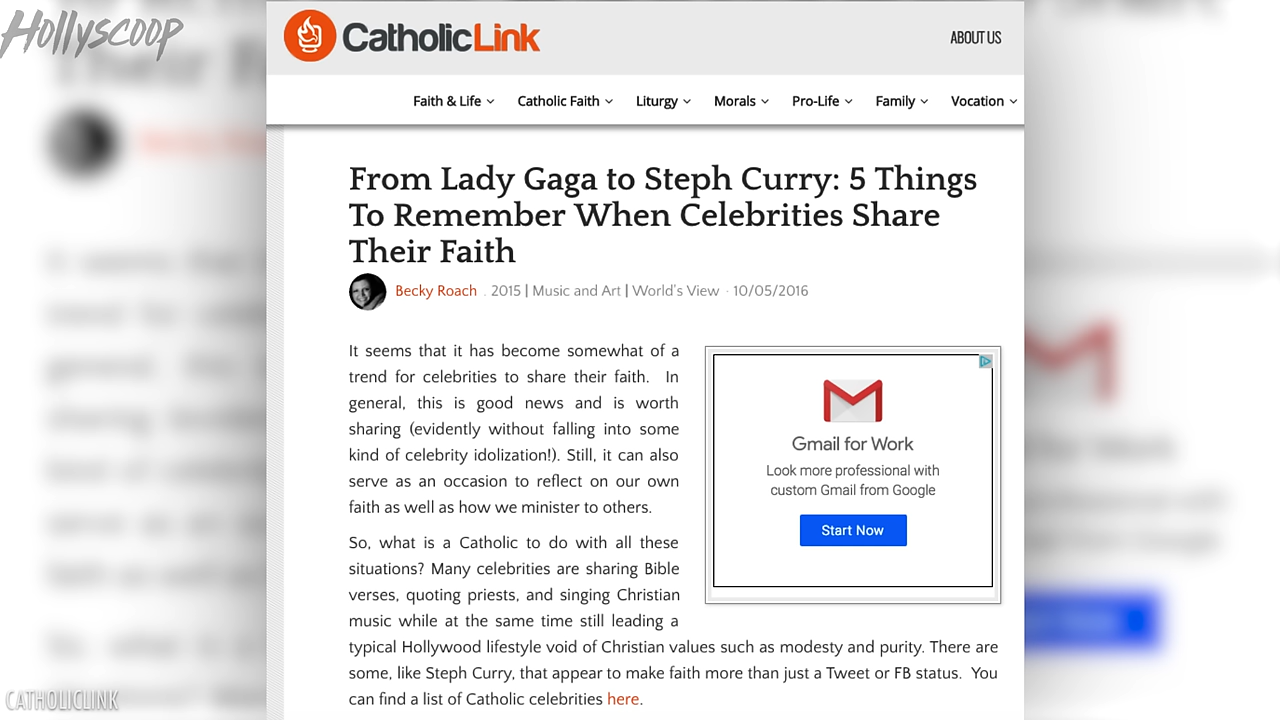 Hollyscoop
CatholicLink
ABOUT US
Faith & Life
Catholic Faith
Liturgy
Morals
Pro-Life
Family
Vocation
From Lady Gaga to Steph Curry: 5 Things
To Remember When Celebrities Share
Their Faith
Becky Roach . 2015 | Music and Art | World's View · 10/05/2016
It seems that it has become somewhat of a
trend for celebrities to share their faith. In
general, this is good news and is worth
sharing (evidently without falling into some
kind of celebrity idolization!). Still, it can also
serve as an occasion to reflect on our own
faith as well as how we minister to others.
So, what is a Catholic to do with all these
situations? Many celebrities are sharing Bible
verses, quoting priests, and singing Christian
music while at the same time still leading a
typical Hollywood lifestyle void of Christian values such as modesty and purity. There are
some, like Steph Curry, that appear to make faith more than just a Tweet or FB status. You
can find a list of Catholic celebrities here.
Gmail for Work
Look more professional with
custom Gmail from Google
Start Now
CATHOLICLINK